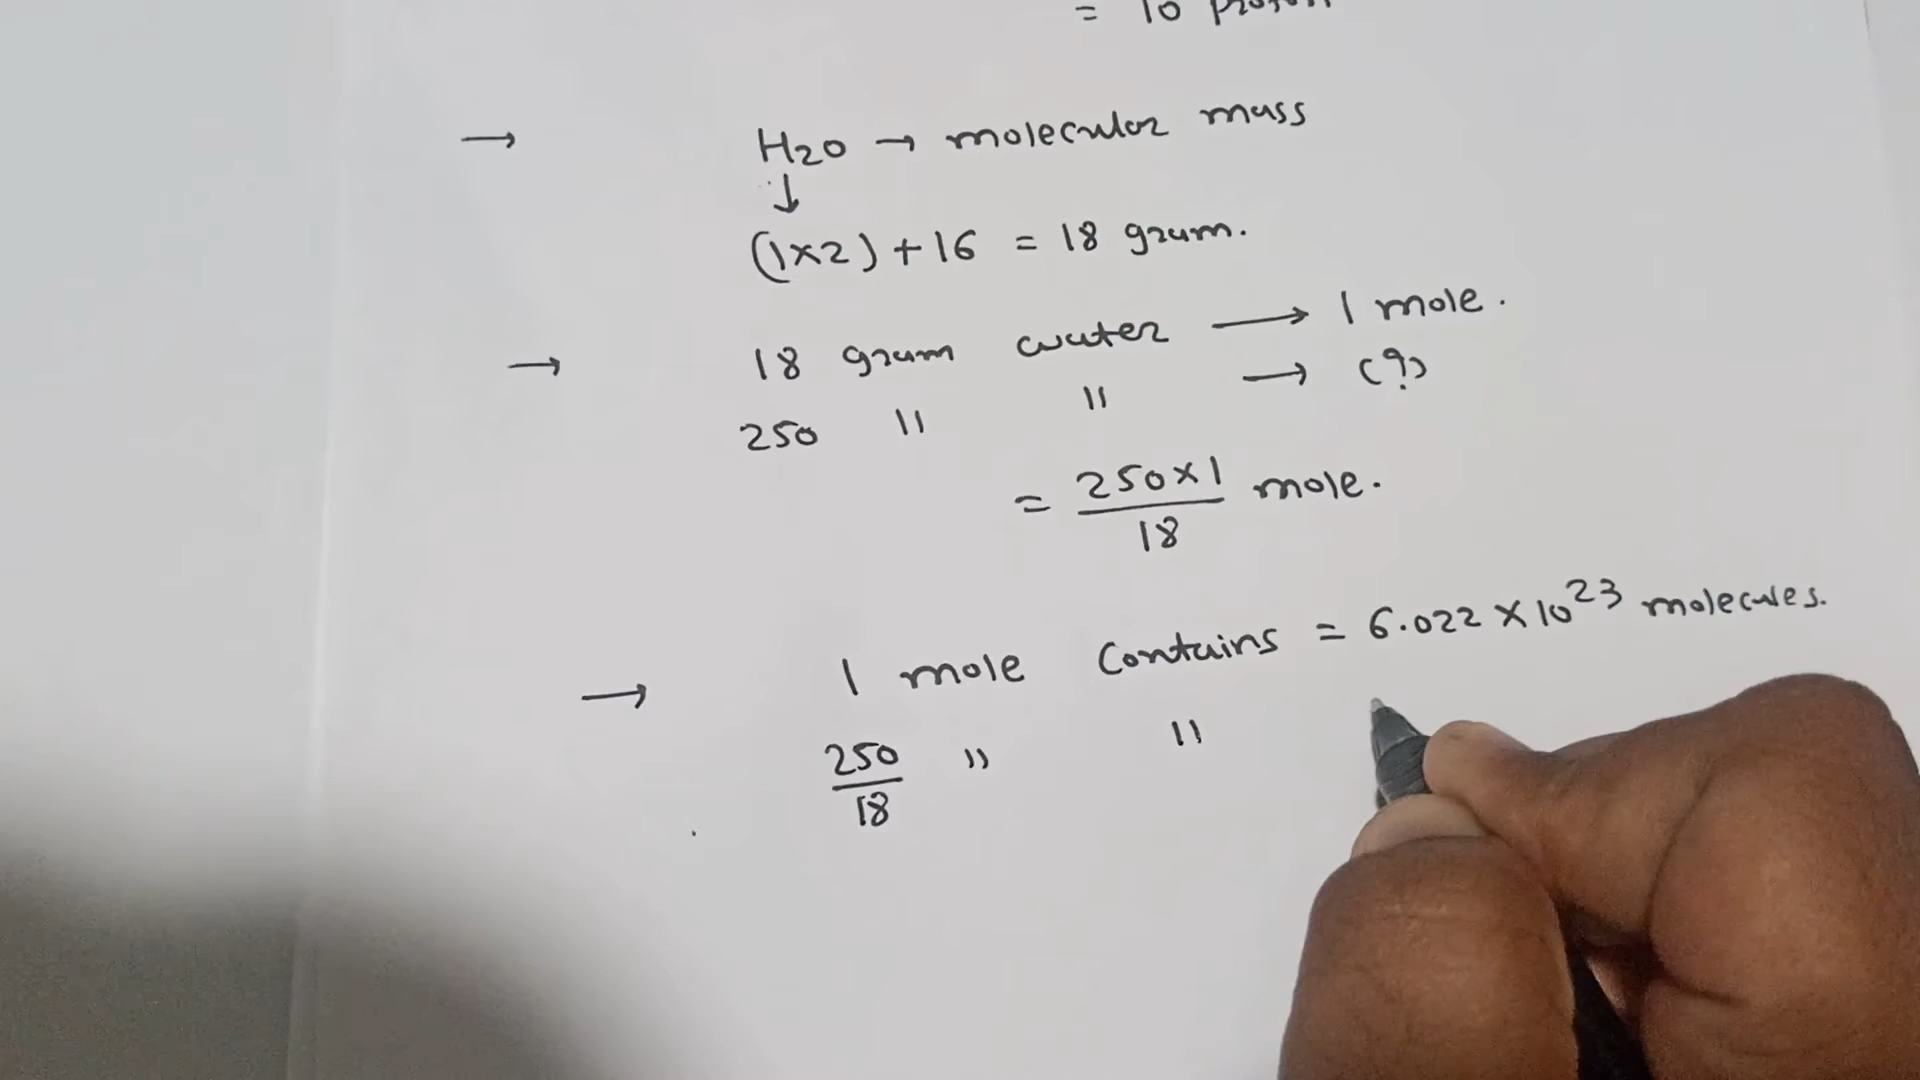 = 10
→ H2O → molecular mass
↓
(1×2) + 16 = 18 gram.
→ 18 gram water → 1 mole.
250 " " → (?)
= 250×1/18 mole.
→ 1 mole contains = 6.022 × 10^23 molecules.
250/18 " "